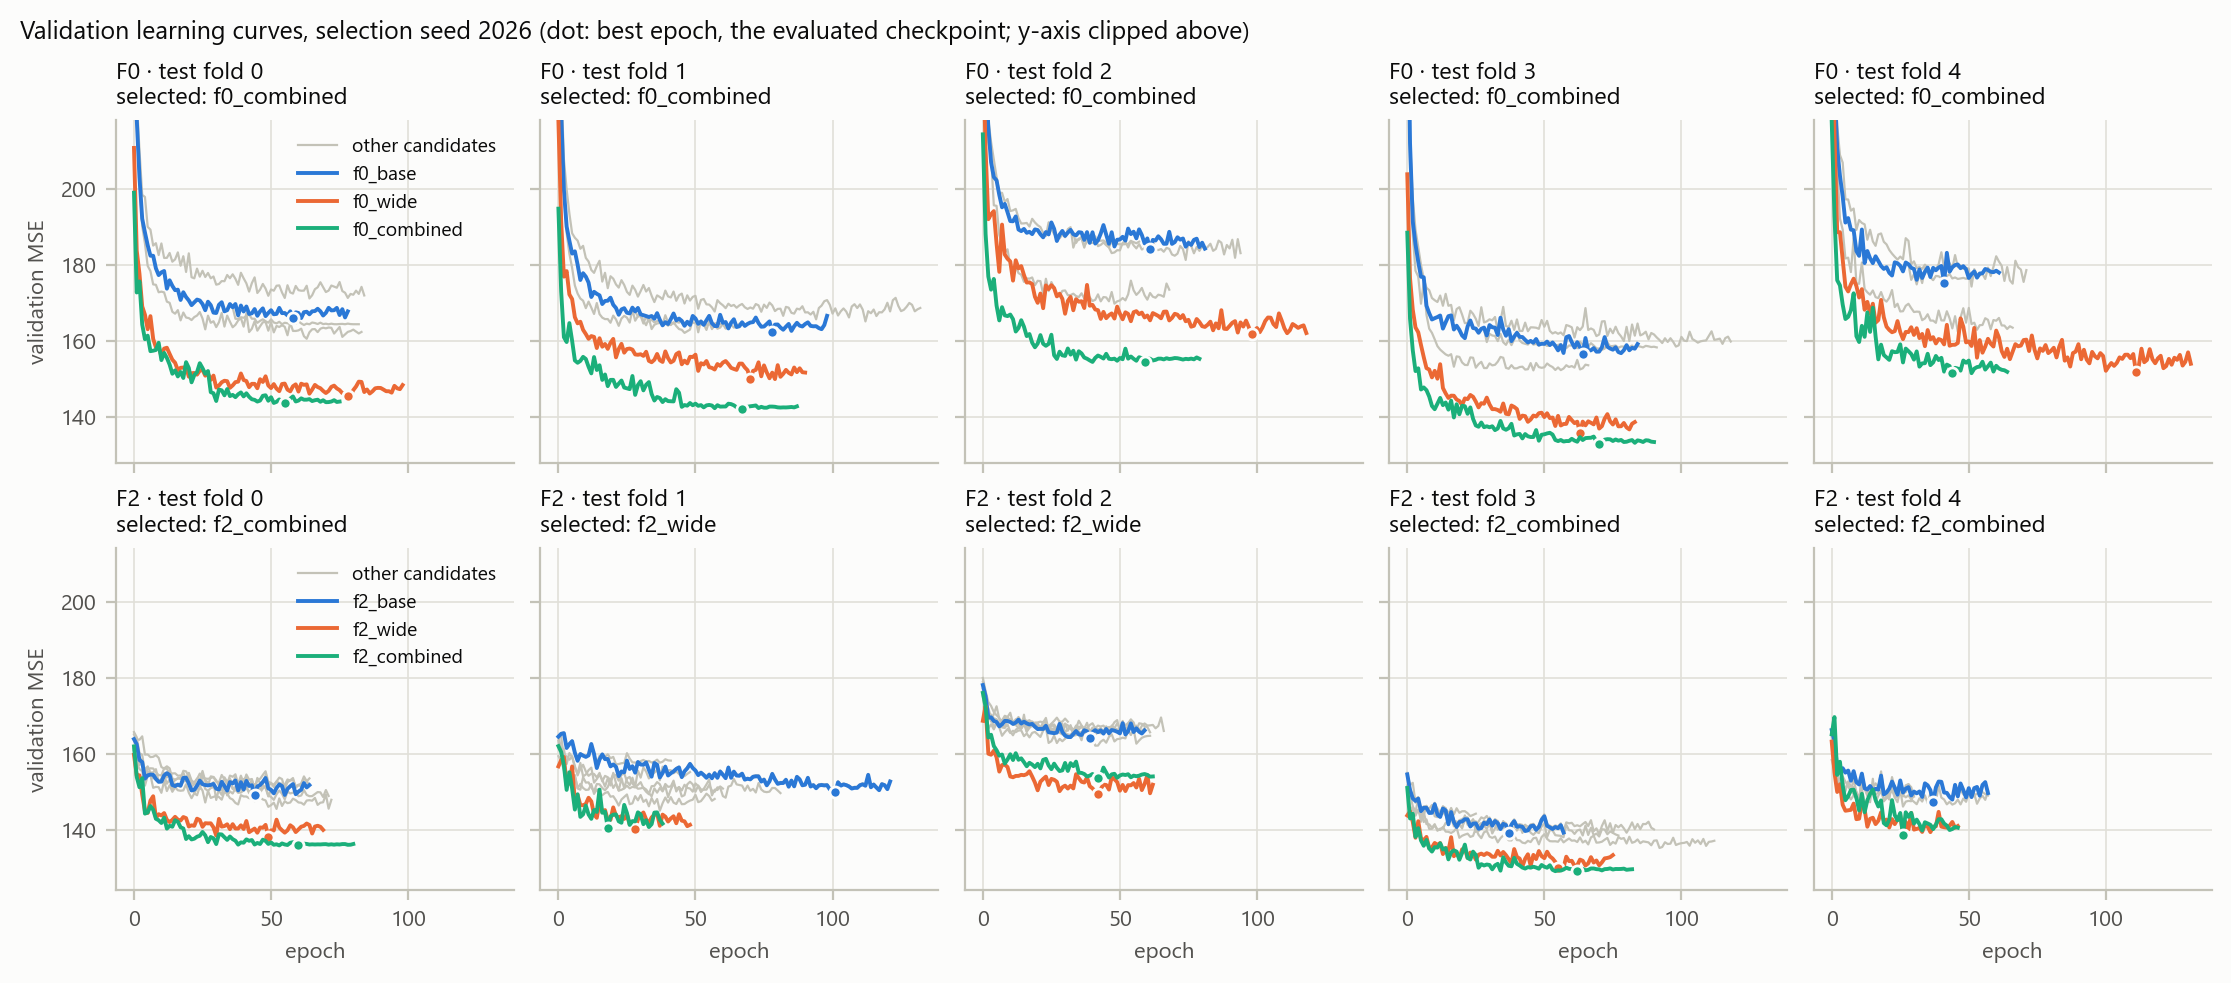 Validation learning curves, selection seed 2026 (dot: best epoch, the evaluated checkpoint; y-axis clipped above)
F0 · test fold 0
selected: f0_combined
F0 · test fold 1
selected: f0_combined
F0 · test fold 2
selected: f0_combined
F0 · test fold 3
selected: f0_combined
F0 · test fold 4
selected: f0_combined
validation MSE
200
180
160
140
other candidates
f0_base
f0_wide
f0_combined
F2 · test fold 0
selected: f2_combined
F2 · test fold 1
selected: f2_wide
F2 · test fold 2
selected: f2_wide
F2 · test fold 3
selected: f2_combined
F2 · test fold 4
selected: f2_combined
validation MSE
200
180
160
140
other candidates
f2_base
f2_wide
f2_combined
0 50 100
0 50 100
0 50 100
0 50 100
0 50 100
epoch
epoch
epoch
epoch
epoch